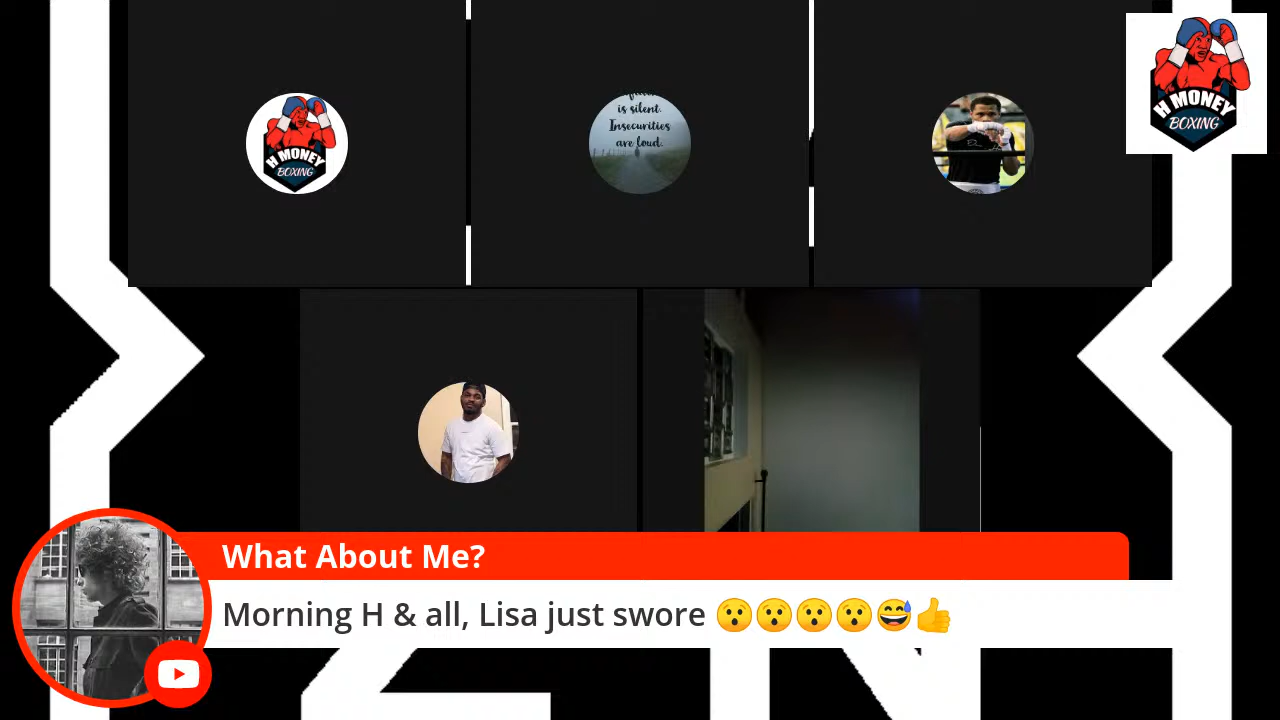 H MONEY
BOXING
is silent.
Insecurities
are loud.
H MONEY
BOXING
What About Me?
Morning H & all, Lisa just swore 😯😯😯😯😅👍